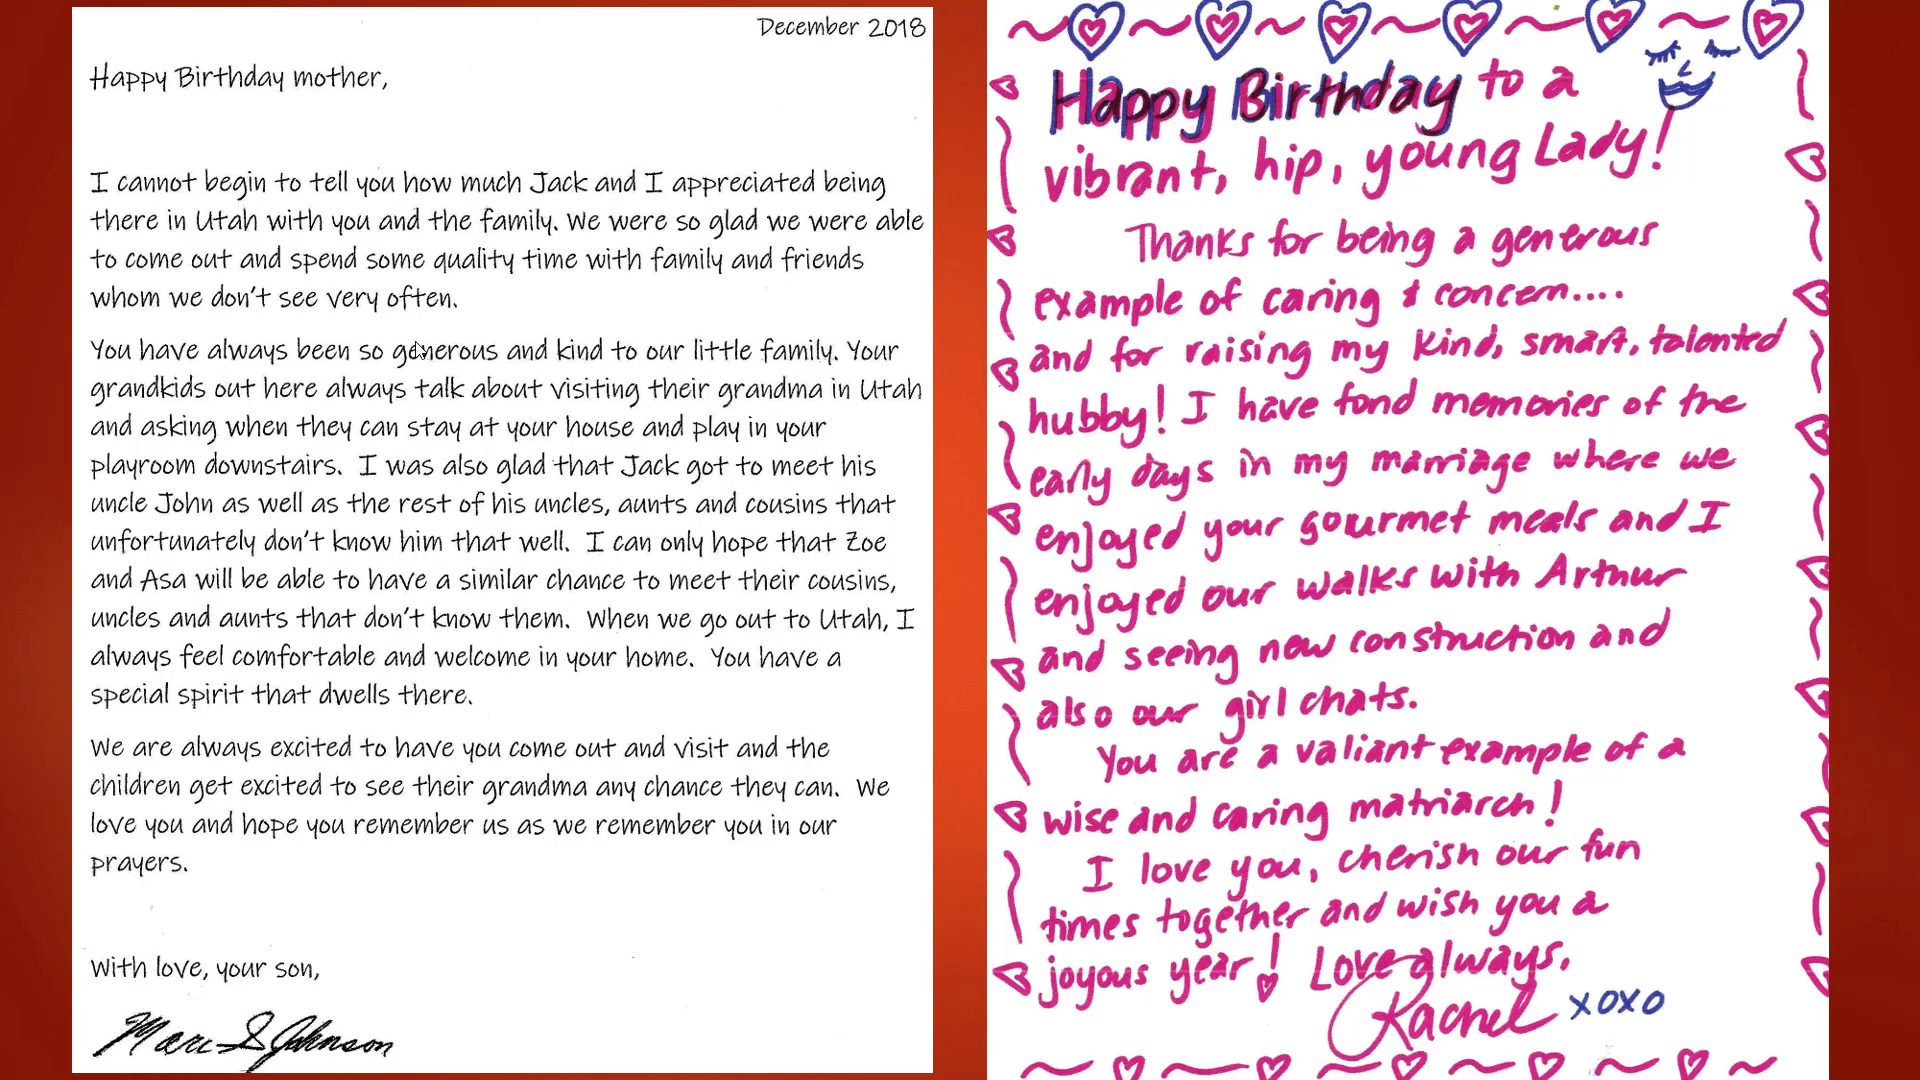 December 2018
Happy Birthday mother,
I cannot begin to tell you how much Jack and I appreciated being
there in Utah with you and the family. We were so glad we were able
to come out and spend some quality time with family and friends
whom we don't see very often.
You have always been so generous and kind to our little family. Your
grandkids out here always talk about visiting their grandma in Utah
and asking when they can stay at your house and play in your
playroom downstairs. I was also glad that Jack got to meet his
uncle John as well as the rest of his uncles, aunts and cousins that
unfortunately don't know him that well. I can only hope that Zoe
and Asa will be able to have a similar chance to meet their cousins,
uncles and aunts that don't know them. When we go out to Utah, I
always feel comfortable and welcome in your home. You have a
special spirit that dwells there.
We are always excited to have you come out and visit and the
children get excited to see their grandma any chance they can. We
love you and hope you remember us as we remember you in our
prayers.
With love, your son,
Marc S Johnson
Happy Birthday to a
vibrant, hip, young Lady!
Thanks for being a generous
example of caring & concern....
and for raising my kind, smart, talented
hubby! I have fond memories of the
early days in my marriage where we
enjoyed your gourmet meals and I
enjoyed our walks with Arthur
and seeing new construction and
also our girl chats.
You are a valiant example of a
wise and caring matriarch!
I love you, cherish our fun
times together and wish you a
joyous year! Love always,
Rachel xoxo